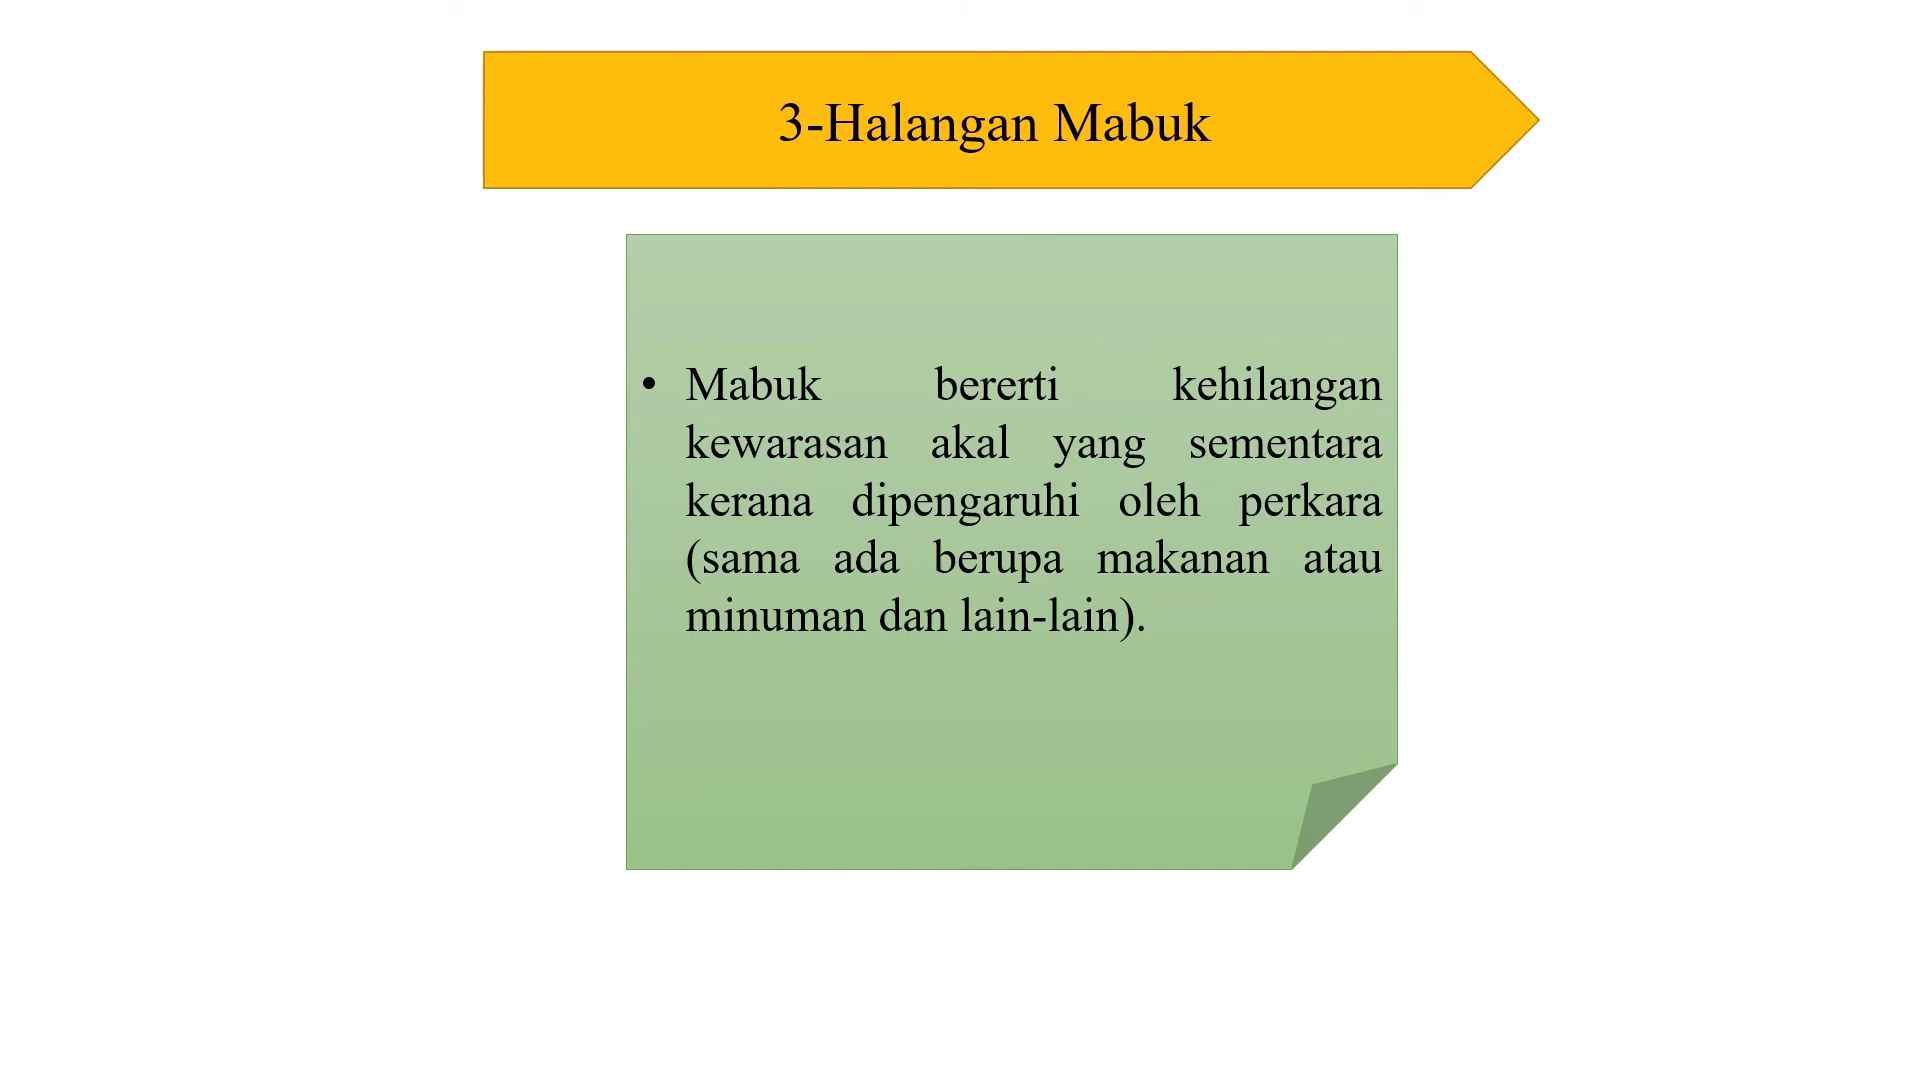 3-Halangan Mabuk
• Mabuk bererti kehilangan
kewarasan akal yang sementara
kerana dipengaruhi oleh perkara
(sama ada berupa makanan atau
minuman dan lain-lain).